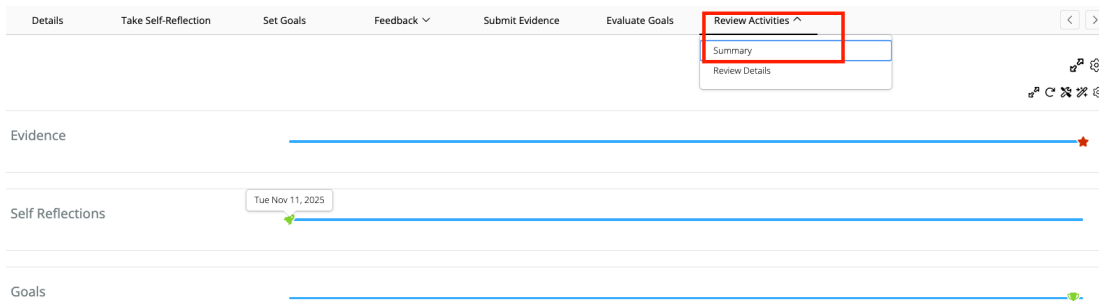 Details Take Self-Reflection Set Goals Feedback Submit Evidence Evaluate Goals Review Activities
Summary
Review Details
Evidence
Tue Nov 11, 2025
Self Reflections
Goals